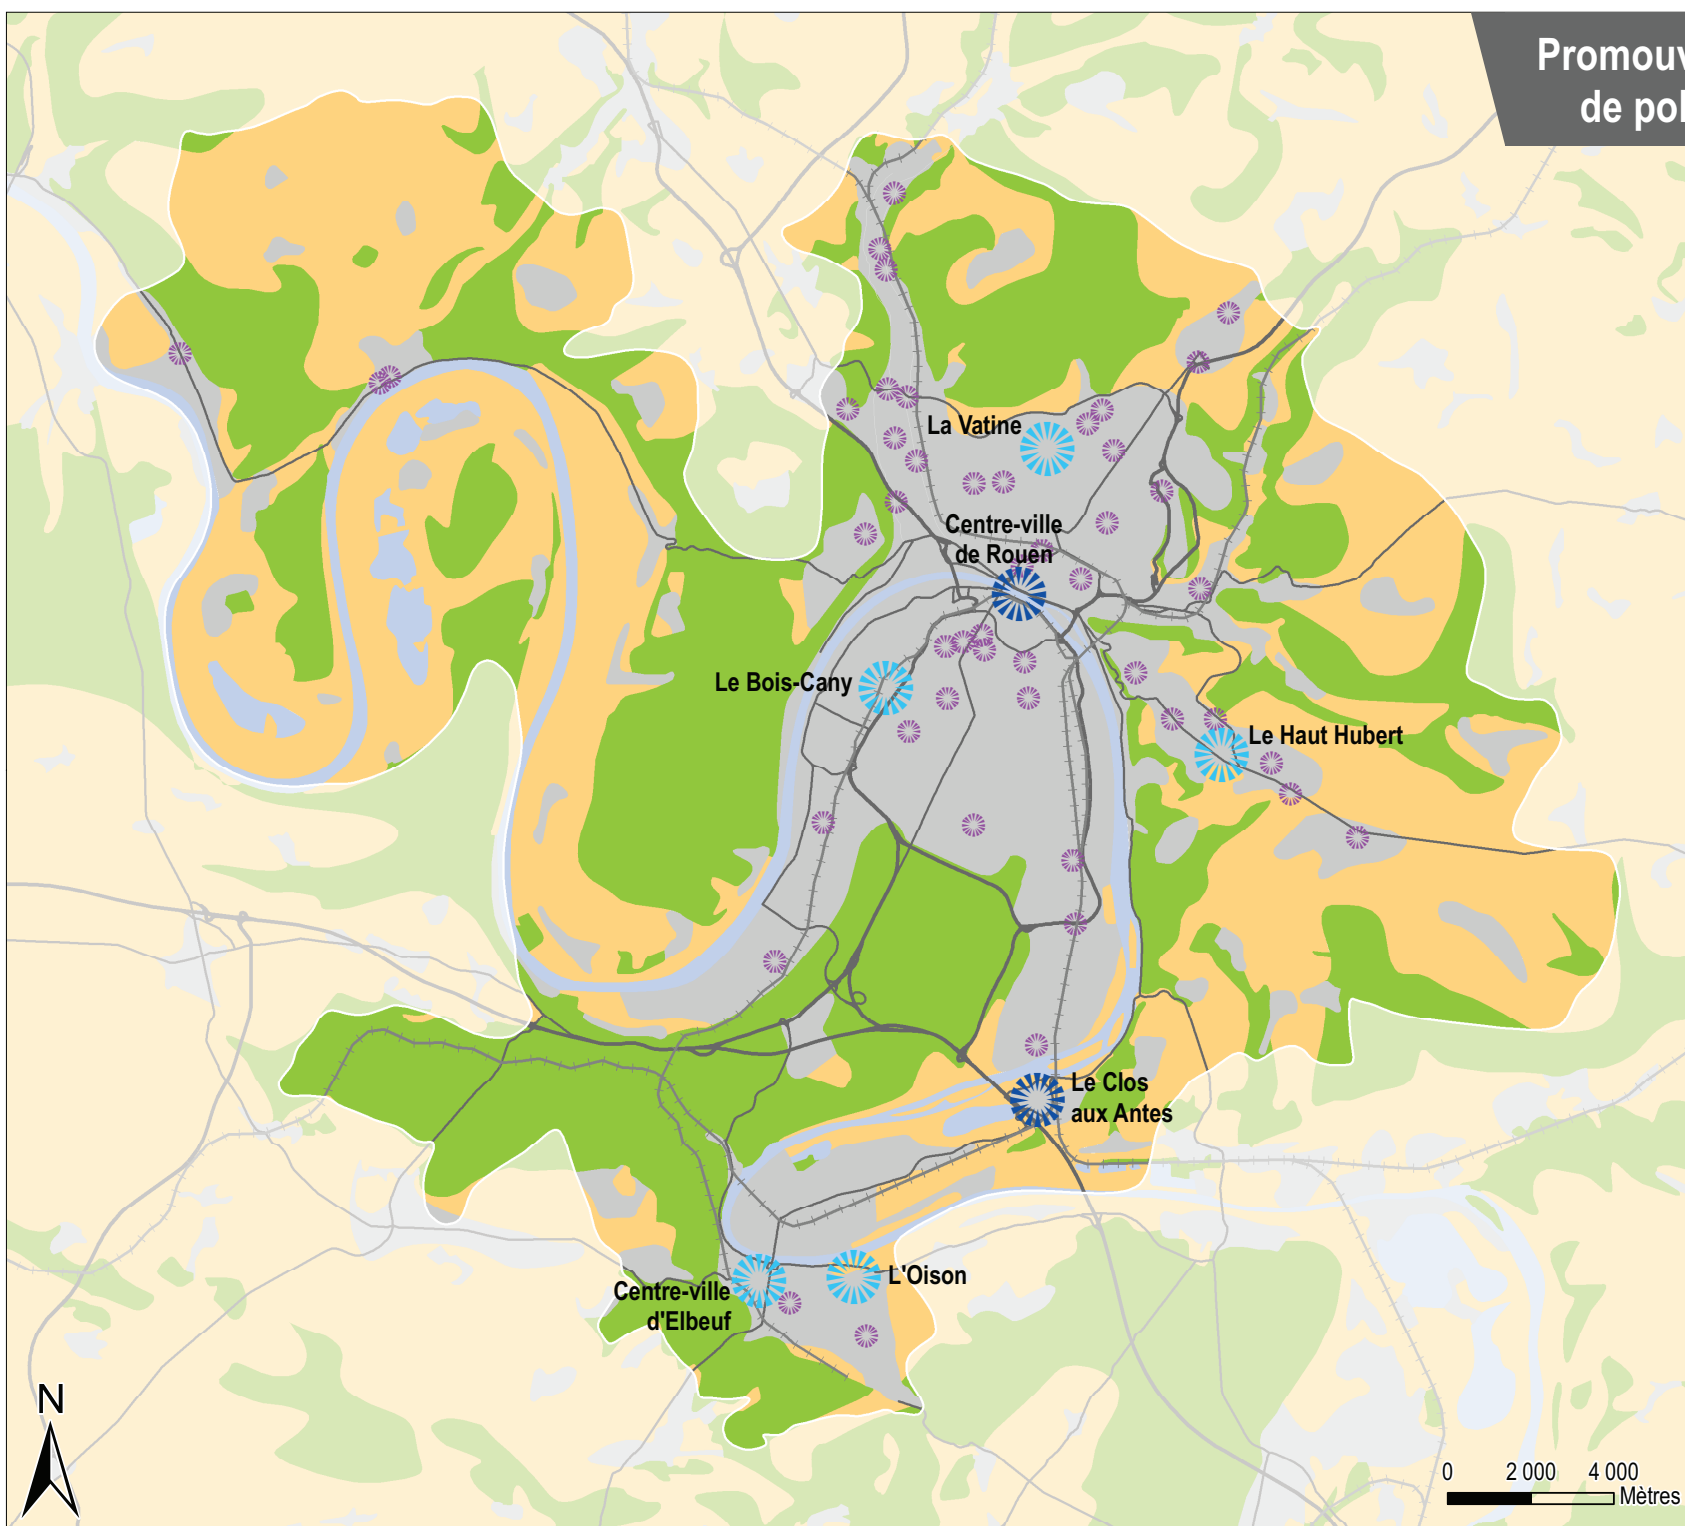 Promouv
de pol
La Vatine
Centre-ville
de Rouen
Le Bois-Cany
Le Haut Hubert
Le Clos
aux Antes
L'Oison
Centre-ville
d'Elbeuf
N
0 2 000 4 000
Mètres